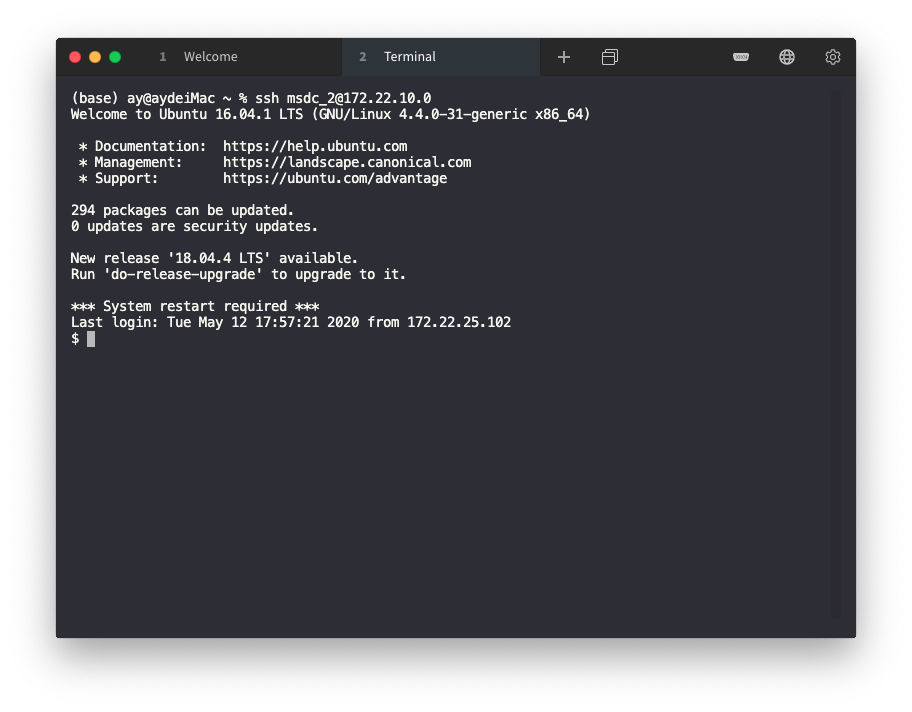 1 Welcome 2 Terminal
(base) ay@aydeiMac ~ % ssh msdc_2@172.22.10.0
Welcome to Ubuntu 16.04.1 LTS (GNU/Linux 4.4.0-31-generic x86_64)
* Documentation: https://help.ubuntu.com
* Management: https://landscape.canonical.com
* Support: https://ubuntu.com/advantage
294 packages can be updated.
0 updates are security updates.
New release '18.04.4 LTS' available.
Run 'do-release-upgrade' to upgrade to it.
*** System restart required ***
Last login: Tue May 12 17:57:21 2020 from 172.22.25.102
$